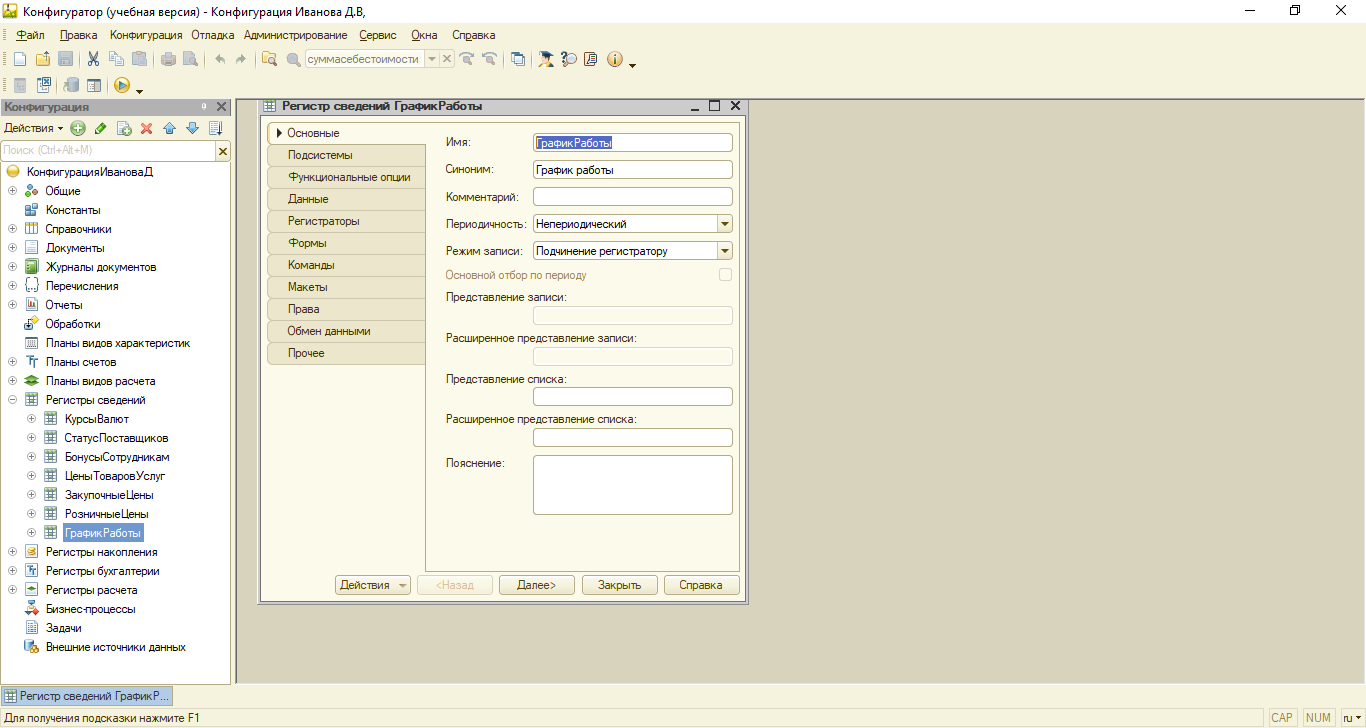 Конфигуратор (учебная версия) - Конфигурация Иванова Д.В,
Файл Правка Конфигурация Отладка Администрирование Сервис Окна Справка
суммасебестоимости
Конфигурация
Действия
Поиск (Ctrl+Alt+M)
КонфигурацияИвановаД
Общие
Константы
Справочники
Документы
Журналы документов
Перечисления
Отчеты
Обработки
Планы видов характеристик
Планы счетов
Планы видов расчета
Регистры сведений
КурсыВалют
СтатусПоставщиков
БонусыСотрудникам
ЦеныТоваровУслуг
ЗакупочныеЦены
РозничныеЦены
ГрафикРаботы
Регистры накопления
Регистры бухгалтерии
Регистры расчета
Бизнес-процессы
Задачи
Внешние источники данных
Регистр сведений ГрафикРаботы
Основные
Подсистемы
Функциональные опции
Данные
Регистраторы
Формы
Команды
Макеты
Права
Обмен данными
Прочее
Имя: ГрафикРаботы
Синоним: График работы
Комментарий:
Периодичность: Непериодический
Режим записи: Подчинение регистратору
Основной отбор по периоду
Представление записи:
Расширенное представление записи:
Представление списка:
Расширенное представление списка:
Пояснение:
Действия <Назад Далее> Закрыть Справка
Регистр сведений ГрафикР...
Для получения подсказки нажмите F1 CAP NUM ru